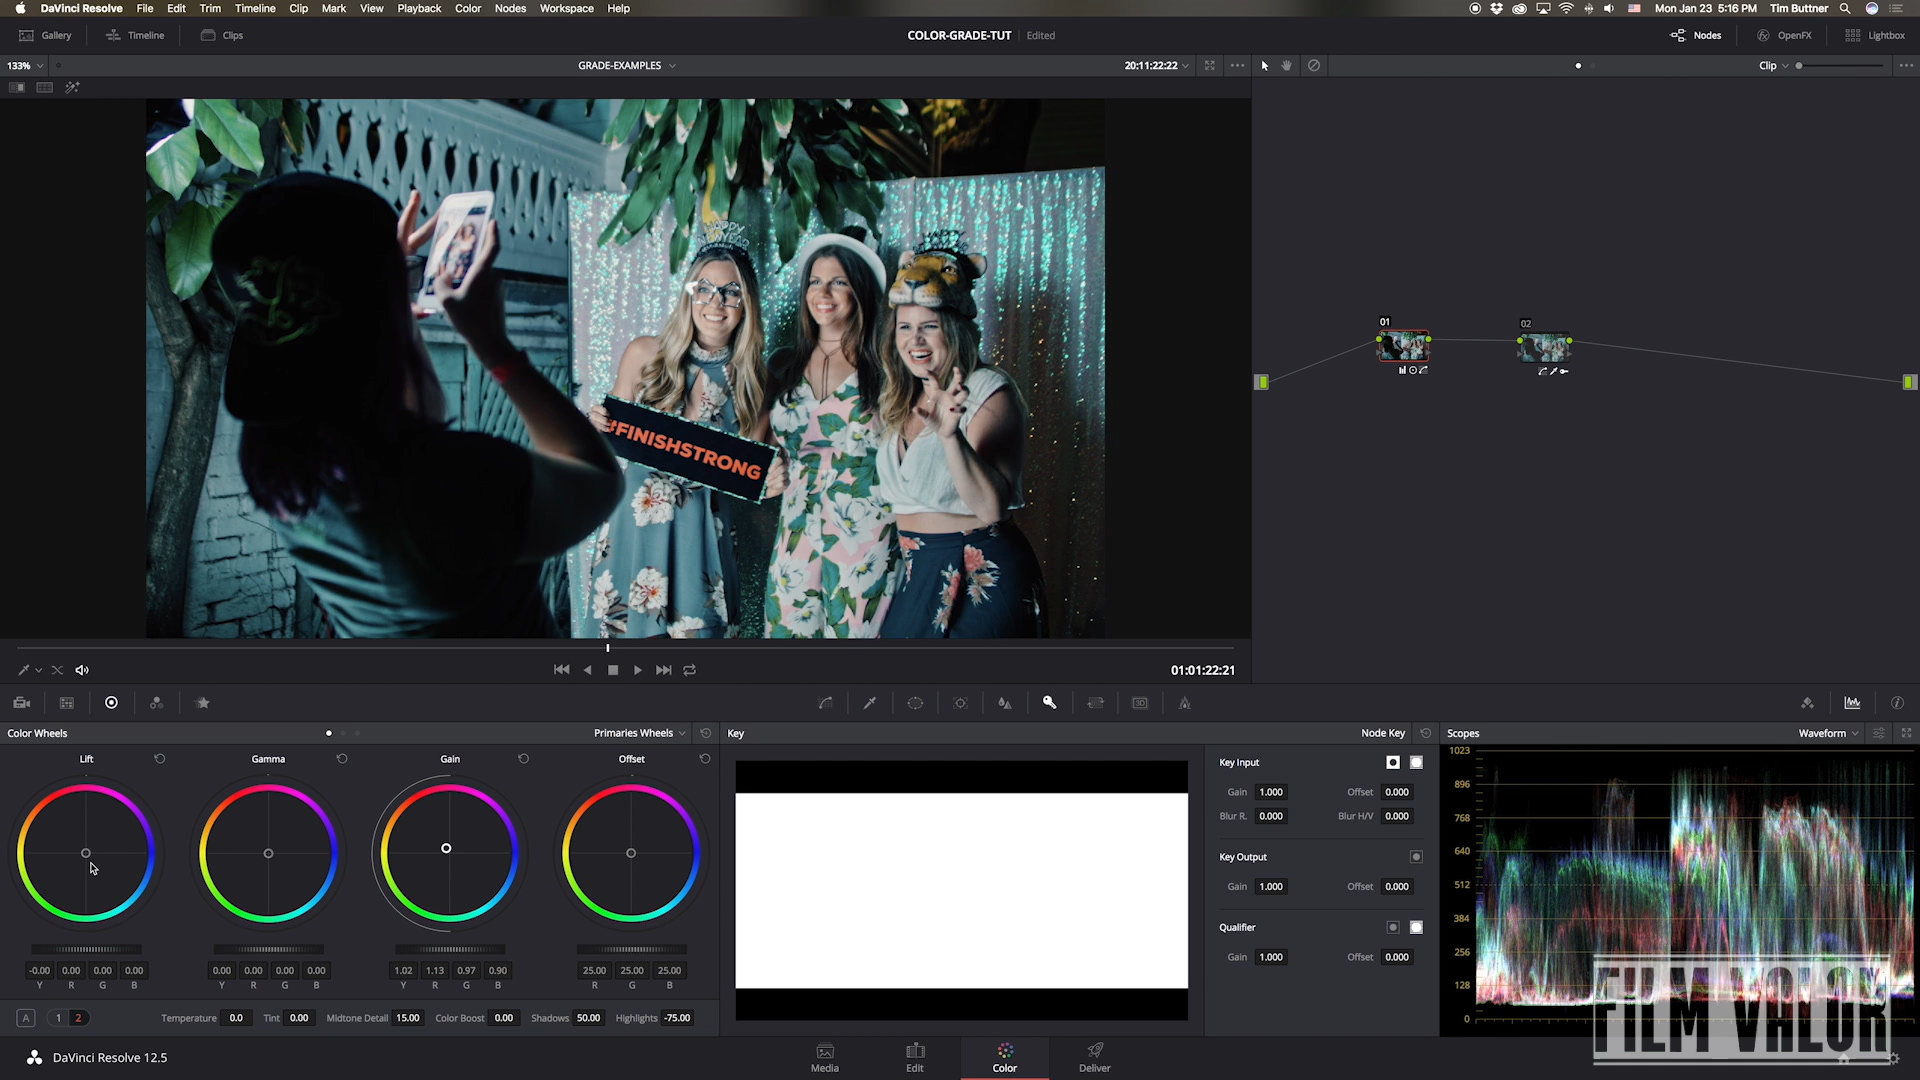 DaVinci Resolve File Edit Trim Timeline Clip Mark View Playback Color Nodes Workspace Help Mon Jan 23 5:16 PM Tim Buttner
Gallery Timeline Clips COLOR-GRADE-TUT Edited Nodes OpenFX Lightbox
133% GRADE-EXAMPLES 20:11:22:22 Clip
HAPPY
#FINISHSTRONG
01 02
01:01:22:21
3D
Color Wheels Primaries Wheels Key Node Key Scopes Waveform
Lift Gamma Gain Offset
Key Input
Gain 1.000 Offset 0.000
Blur R. 0.000 Blur H/V 0.000
Key Output
Gain 1.000 Offset 0.000
Qualifier
Gain 1.000 Offset 0.000
1023
896
768
640
512
384
256
128
0
-0.00 0.00 0.00 0.00 0.00 0.00 0.00 0.00 1.02 1.13 0.97 0.90 25.00 25.00 25.00
Y R G B Y R G B Y R G B R G B
A 1 2 Temperature 0.0 Tint 0.00 Midtone Detail 15.00 Color Boost 0.00 Shadows 50.00 Highlights -75.00
FILM VALOR
DaVinci Resolve 12.5 Media Edit Color Deliver